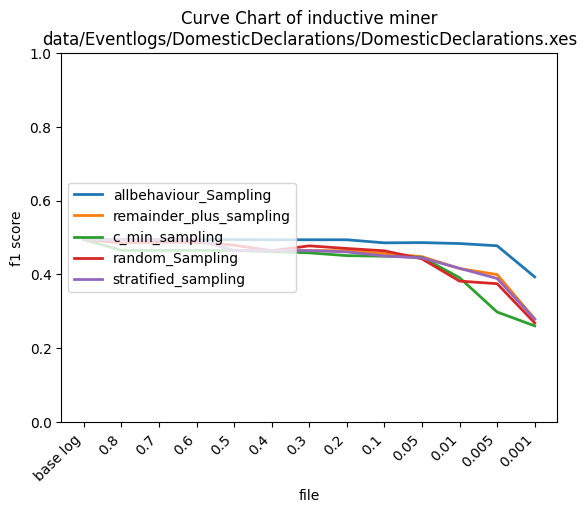 Curve Chart of inductive miner
data/Eventlogs/DomesticDeclarations/DomesticDeclarations.xes
1.0
0.8
0.6
0.4
0.2
0.0
f1 score
allbehaviour_Sampling
remainder_plus_sampling
c_min_sampling
random_Sampling
stratified_sampling
base log
0.8
0.7
0.6
0.5
0.4
0.3
0.2
0.1
0.05
0.01
0.005
0.001
file